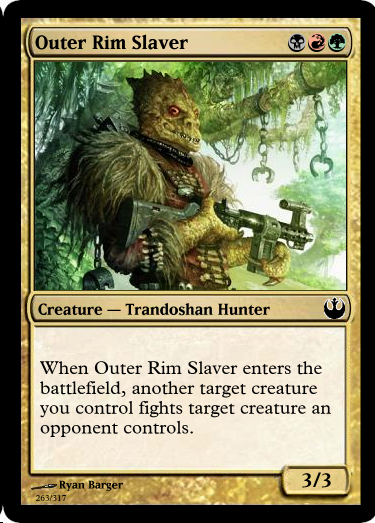 Outer Rim Slaver
Creature — Trandoshan Hunter
When Outer Rim Slaver enters the
battlefield, another target creature
you control fights target creature an
opponent controls.
Ryan Barger
3/3
263/317